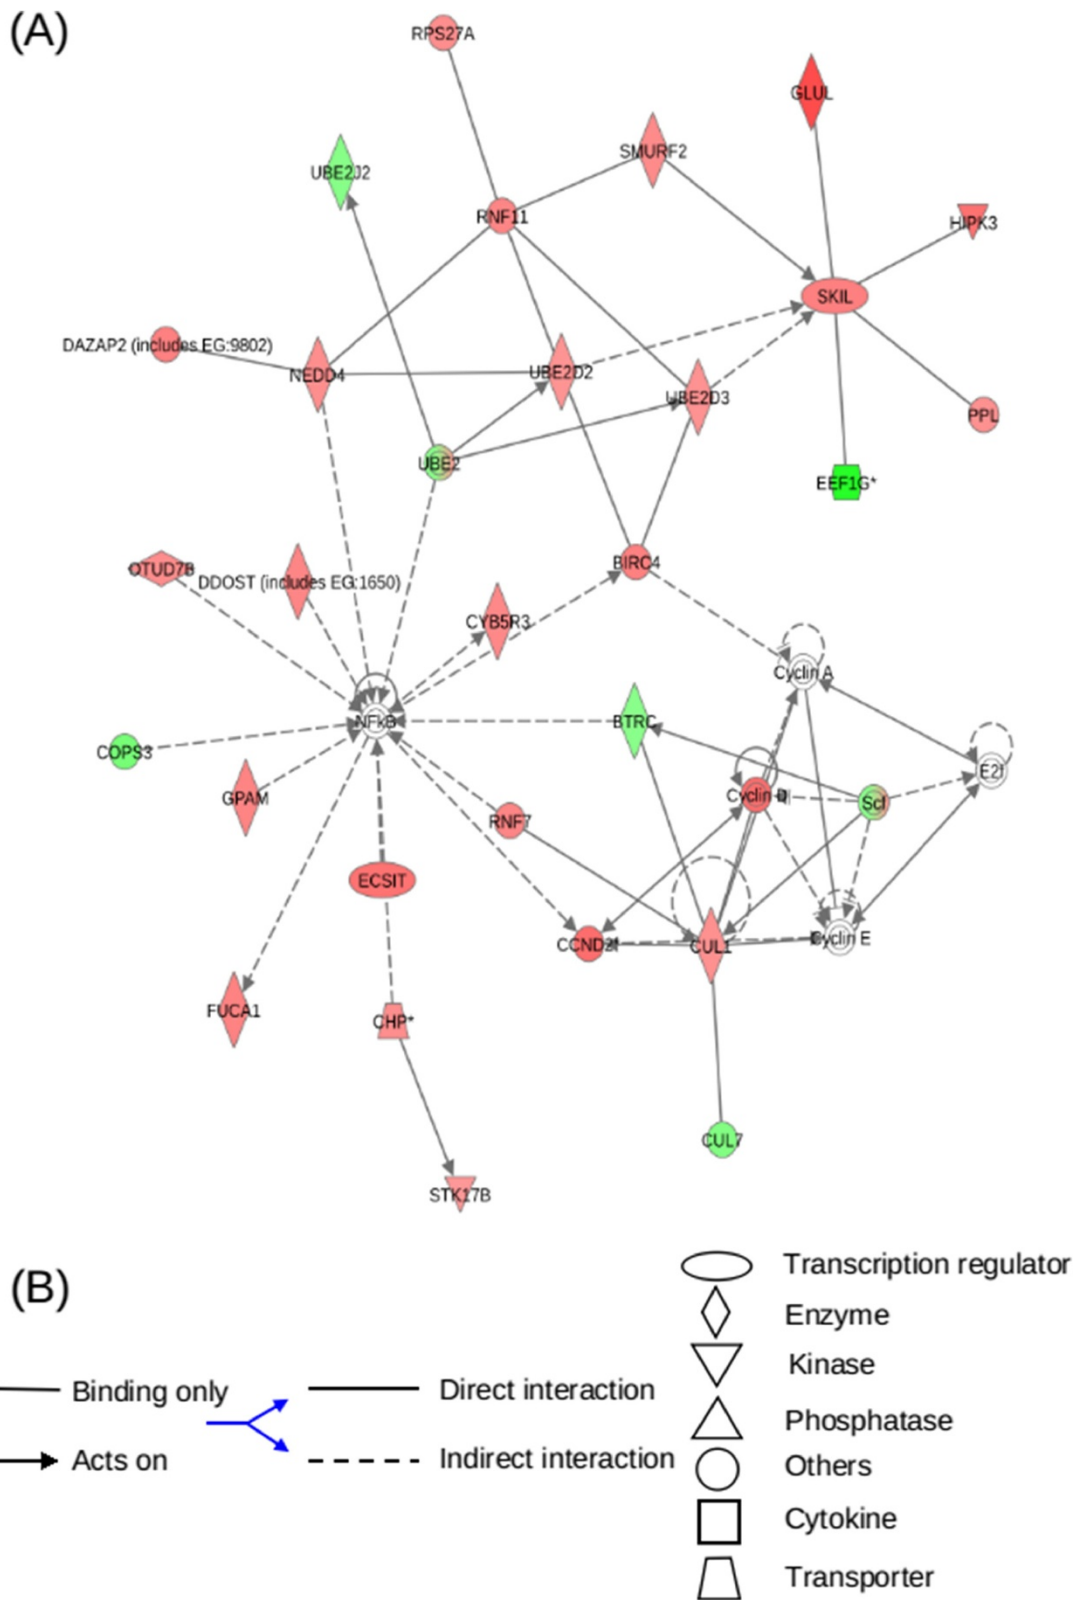 (A)
RPS27A
GLUL
SMURF2
UBE2J2
RNF11
HIPK3
SKIL
DAZAP2 (includes EG:9802)
NEDD4
UBE2D2
UBE2D3
PPL
UBE2
EEF1G*
BIRC4
OTUD7B
DDOST (includes EG:1650)
CYB5R3
Cyclin A
NFkB
BTRC
COPS3
E2f
GPAM
Cyclin D
Scf
RNF7
ECSIT
CCND2*
CUL1
Cyclin E
FUCA1
CHP*
CUL7
STK17B
(B)
Binding only
Acts on
Direct interaction
Indirect interaction
Transcription regulator
Enzyme
Kinase
Phosphatase
Others
Cytokine
Transporter